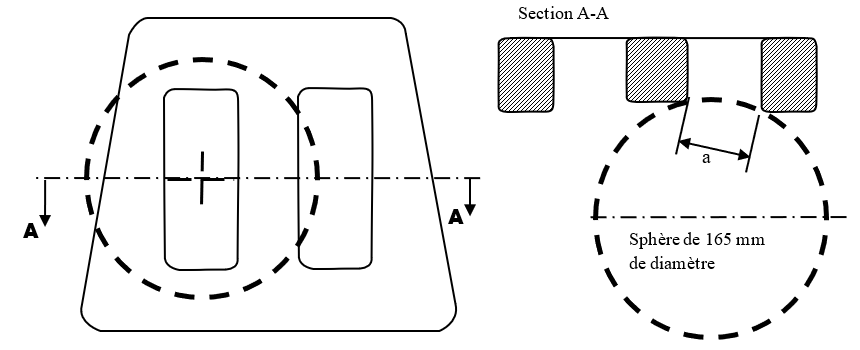 Section A-A
A
A
a
Sphère de 165 mm
de diamètre